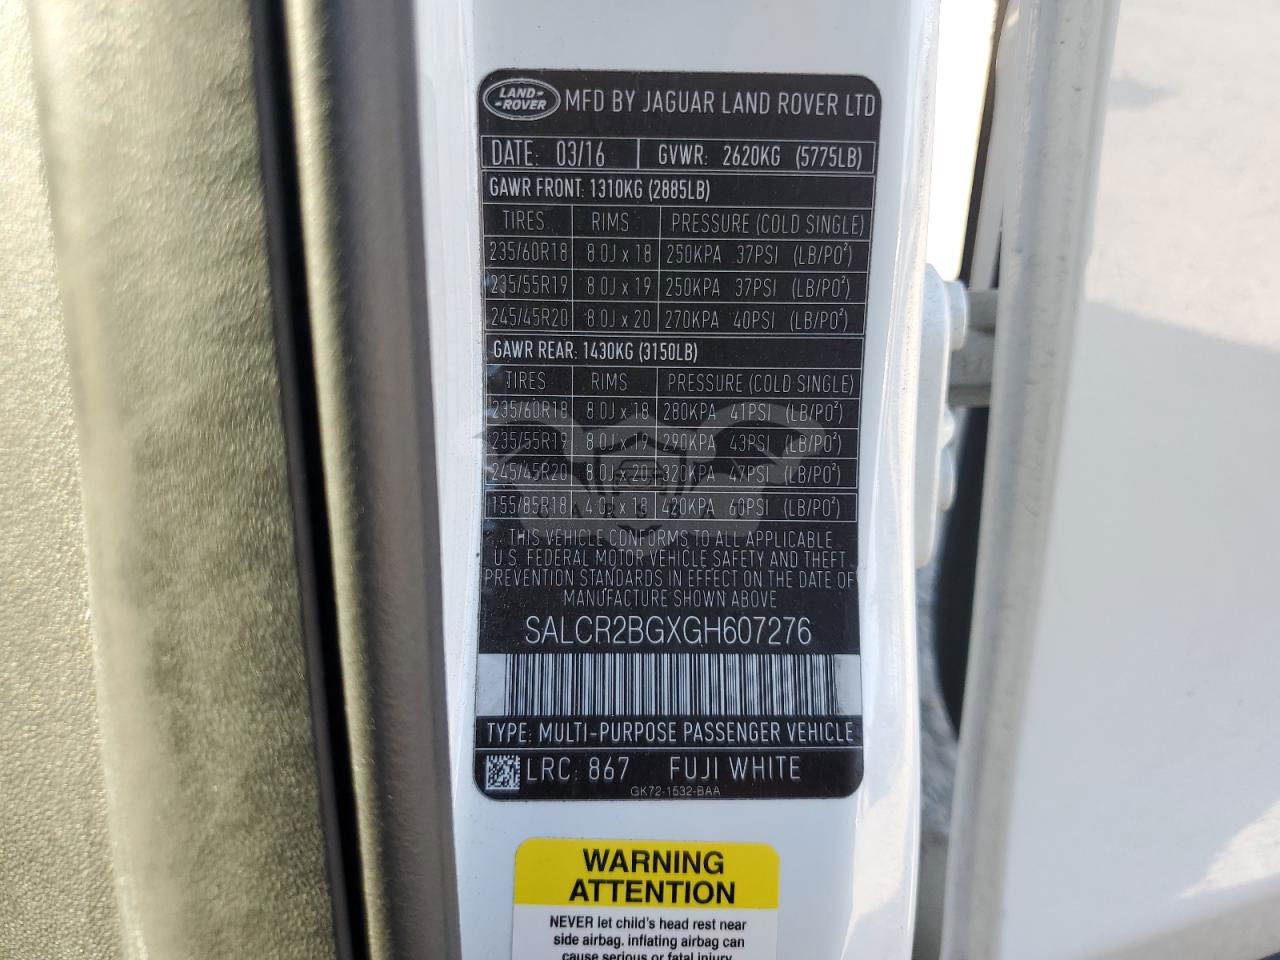 LAND-
-ROVER
MFD BY JAGUAR LAND ROVER LTD
DATE: 03/16 GVWR: 2620KG (5775LB)
GAWR FRONT: 1310KG (2885LB)
TIRES RIMS PRESSURE (COLD SINGLE)
235/60R18 8.0J x 18 250KPA 37PSI (LB/PO²)
235/55R19 8.0J x 19 250KPA 37PSI (LB/PO²)
245/45R20 8.0J x 20 270KPA 40PSI (LB/PO²)
GAWR REAR: 1430KG (3150LB)
TIRES RIMS PRESSURE (COLD SINGLE)
235/60R18 8.0J x 18 280KPA 41PSI (LB/PO²)
235/55R19 8.0J x 19 290KPA 43PSI (LB/PO²)
245/45R20 8.0J x 20 320KPA 47PSI (LB/PO²)
155/85R18 4.0J x 18 420KPA 60PSI (LB/PO²)
THIS VEHICLE CONFORMS TO ALL APPLICABLE
U.S. FEDERAL MOTOR VEHICLE SAFETY AND THEFT
PREVENTION STANDARDS IN EFFECT ON THE DATE OF
MANUFACTURE SHOWN ABOVE
SALCR2BGXGH607276
TYPE: MULTI-PURPOSE PASSENGER VEHICLE
LRC: 867 FUJI WHITE
GK72-1532-BAA
WARNING
ATTENTION
NEVER let child's head rest near
side airbag, inflating airbag can
cause serious or fatal injury